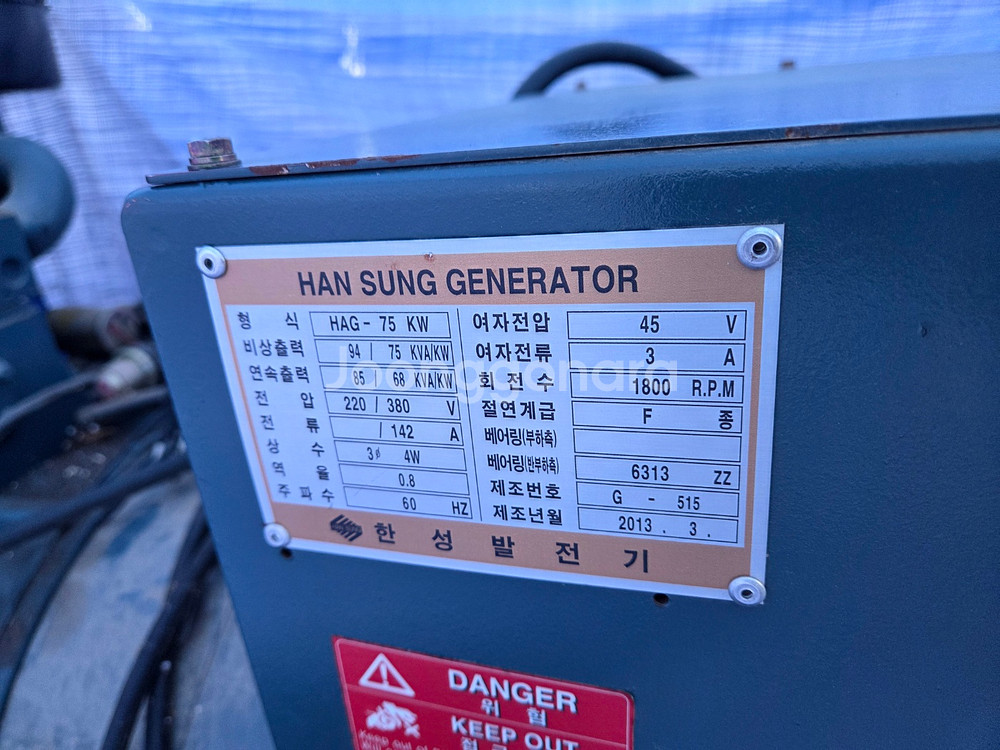 HAN SUNG GENERATOR
형 식 HAG - 75 KW
비상출력 94 / 75 KVA/KW
연속출력 85 / 68 KVA/KW
전 압 220 / 380 V
전 류 / 142 A
상 수 3ø 4W
역 율 0.8
주 파 수 60 HZ
여자전압 45 V
여자전류 3 A
회 전 수 1800 R.P.M
절연계급 F 종
베어링(부하측)
베어링(반부하측) 6313 ZZ
제조번호 G - 515
제조년월 2013 . 3 .
한 성 발 전 기
Joonggonara
DANGER
위 험
KEEP OUT
Keep out of